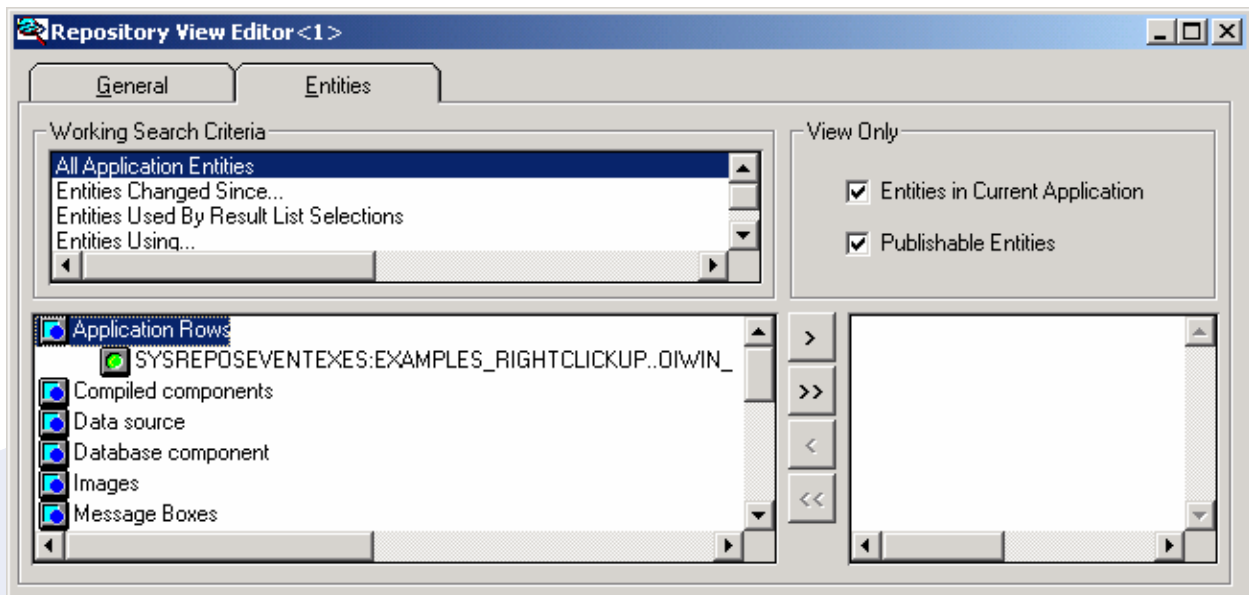 Repository View Editor<1>
General
Entities
Working Search Criteria
All Application Entities
Entities Changed Since...
Entities Used By Result List Selections
Entities Using...
View Only
Entities in Current Application
Publishable Entities
Application Rows
SYSREPOSEVENTEXES:EXAMPLES_RIGHTCLICKUP..OIWIN_
Compiled components
Data source
Database component
Images
Message Boxes
>
>>
<
<<